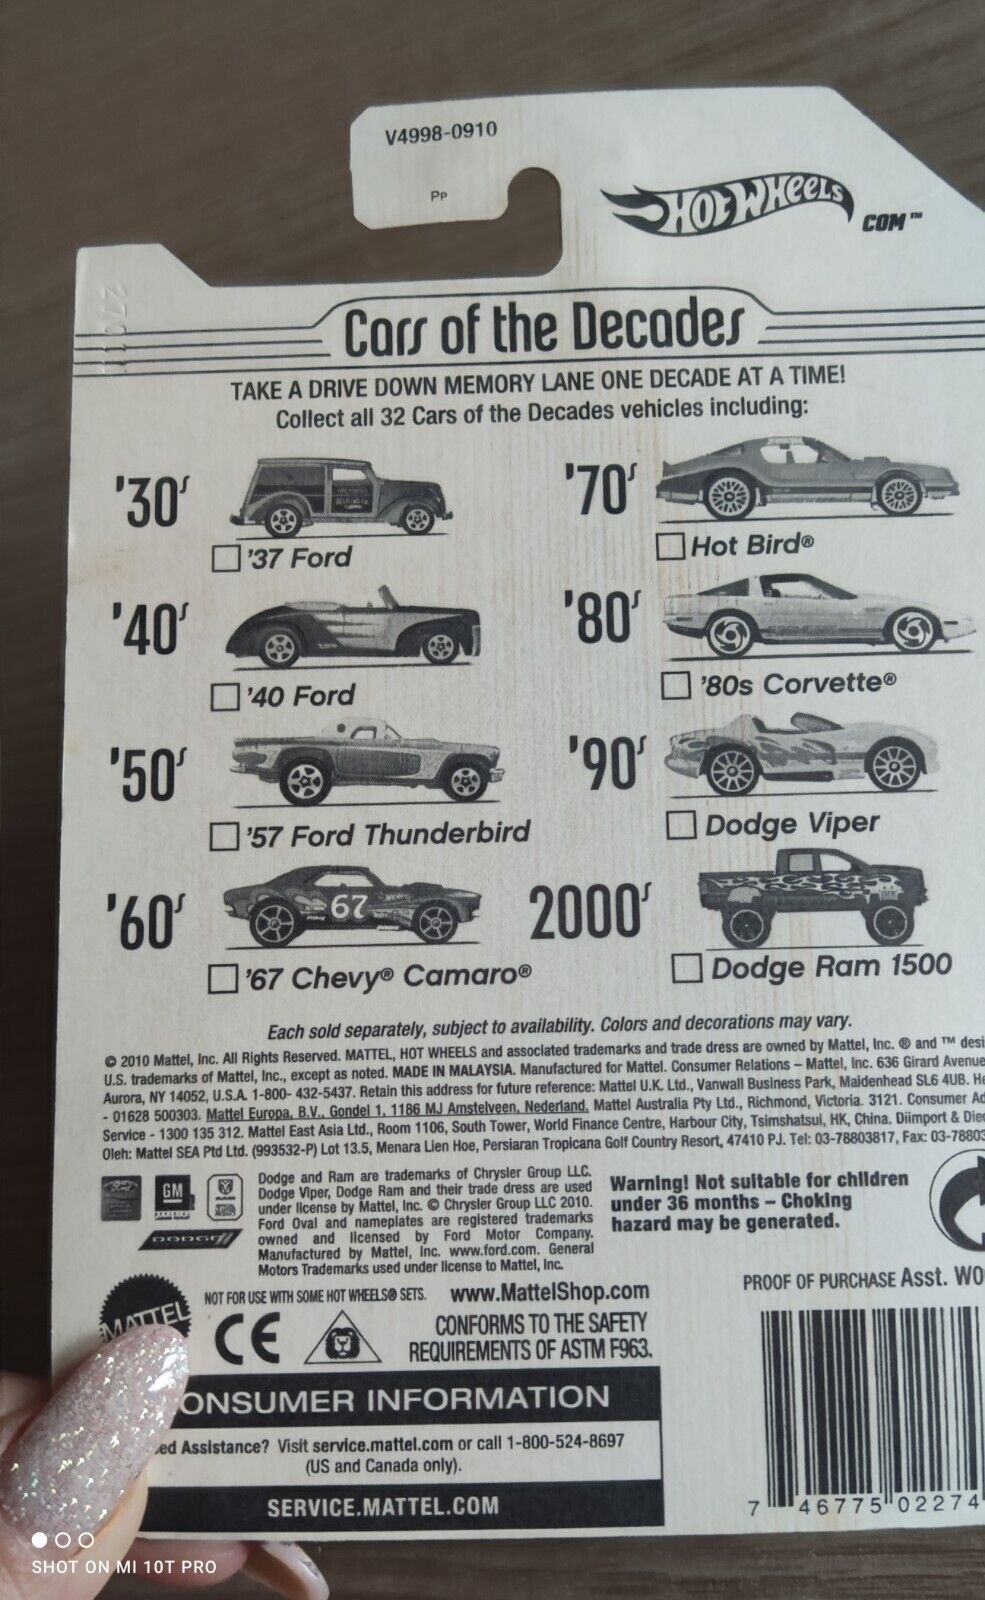 V4998-0910
Pp
HOT WHEELS
COM™
Cars of the Decades
TAKE A DRIVE DOWN MEMORY LANE ONE DECADE AT A TIME!
Collect all 32 Cars of the Decades vehicles including:
'30s
'37 Ford
'40s
'40 Ford
'50s
'57 Ford Thunderbird
'60s
67
'67 Chevy® Camaro®
'70s
Hot Bird®
'80s
'80s Corvette®
'90s
Dodge Viper
2000s
Dodge Ram 1500
Each sold separately, subject to availability. Colors and decorations may vary.
© 2010 Mattel, Inc. All Rights Reserved. MATTEL, HOT WHEELS and associated trademarks and trade dress are owned by Mattel, Inc. ® and ™ desi
U.S. trademarks of Mattel, Inc., except as noted. MADE IN MALAYSIA. Manufactured for Mattel. Consumer Relations – Mattel, Inc. 636 Girard Avenue
Aurora, NY 14052, U.S.A. 1-800- 432-5437. Retain this address for future reference: Mattel U.K. Ltd., Vanwall Business Park, Maidenhead SL6 4UB. He
- 01628 500303. Mattel Europa, B.V., Gondel 1, 1186 MJ Amstelveen, Nederland. Mattel Australia Pty Ltd., Richmond, Victoria. 3121. Consumer Ad
Service - 1300 135 312. Mattel East Asia Ltd., Room 1106, South Tower, World Finance Centre, Harbour City, Tsimshatsui, HK, China. Diimport & Died
Oleh: Mattel SEA Ptd Ltd. (993532-P) Lot 13.5, Menara Lien Hoe, Persiaran Tropicana Golf Country Resort, 47410 PJ. Tel: 03-78803817, Fax: 03-78803
Ford
GM
DODGE
Dodge and Ram are trademarks of Chrysler Group LLC.
Dodge Viper, Dodge Ram and their trade dress are used
under license by Mattel, Inc. © Chrysler Group LLC 2010.
Ford Oval and nameplates are registered trademarks
owned and licensed by Ford Motor Company.
Manufactured by Mattel, Inc. www.ford.com. General
Motors Trademarks used under license to Mattel, Inc.
Warning! Not suitable for children
under 36 months – Choking
hazard may be generated.
PROOF OF PURCHASE Asst. W0
NOT FOR USE WITH SOME HOT WHEELS® SETS.
www.MattelShop.com
MATTEL
CE
CONFORMS TO THE SAFETY
REQUIREMENTS OF ASTM F963.
ONSUMER INFORMATION
ed Assistance? Visit service.mattel.com or call 1-800-524-8697
(US and Canada only).
SERVICE.MATTEL.COM
7 46775 02274
SHOT ON MI 10T PRO